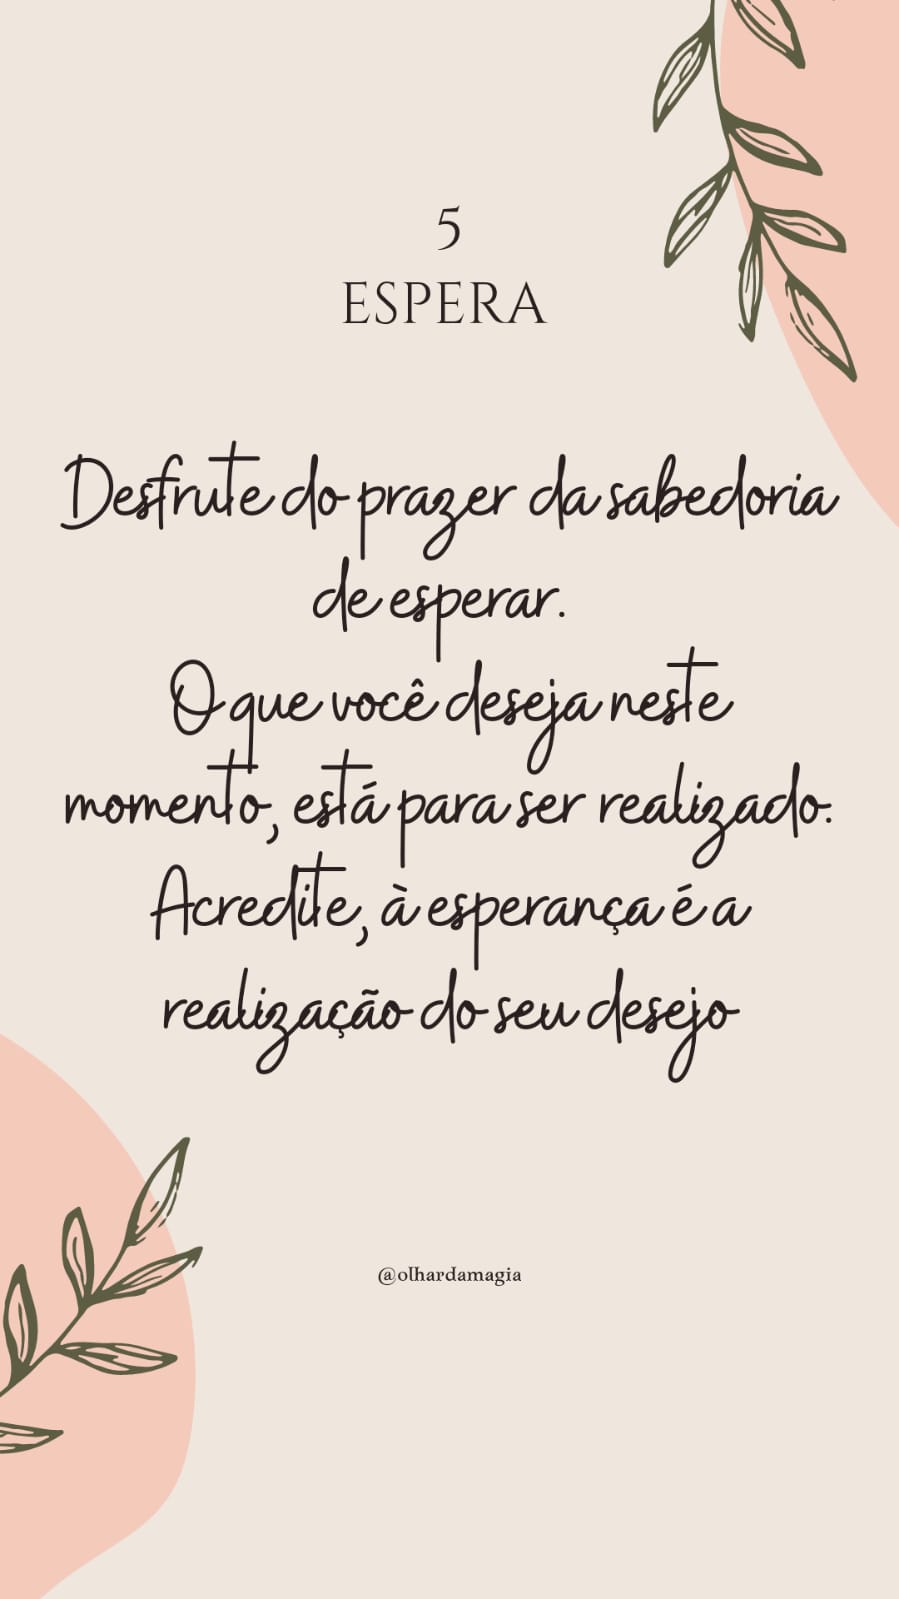 5
ESPERA
Desfrute do prazer da sabedoria
de esperar.
O que você deseja neste
momento, está para ser realizado.
Acredite, à esperança é a
realização do seu desejo
@olhardamagia